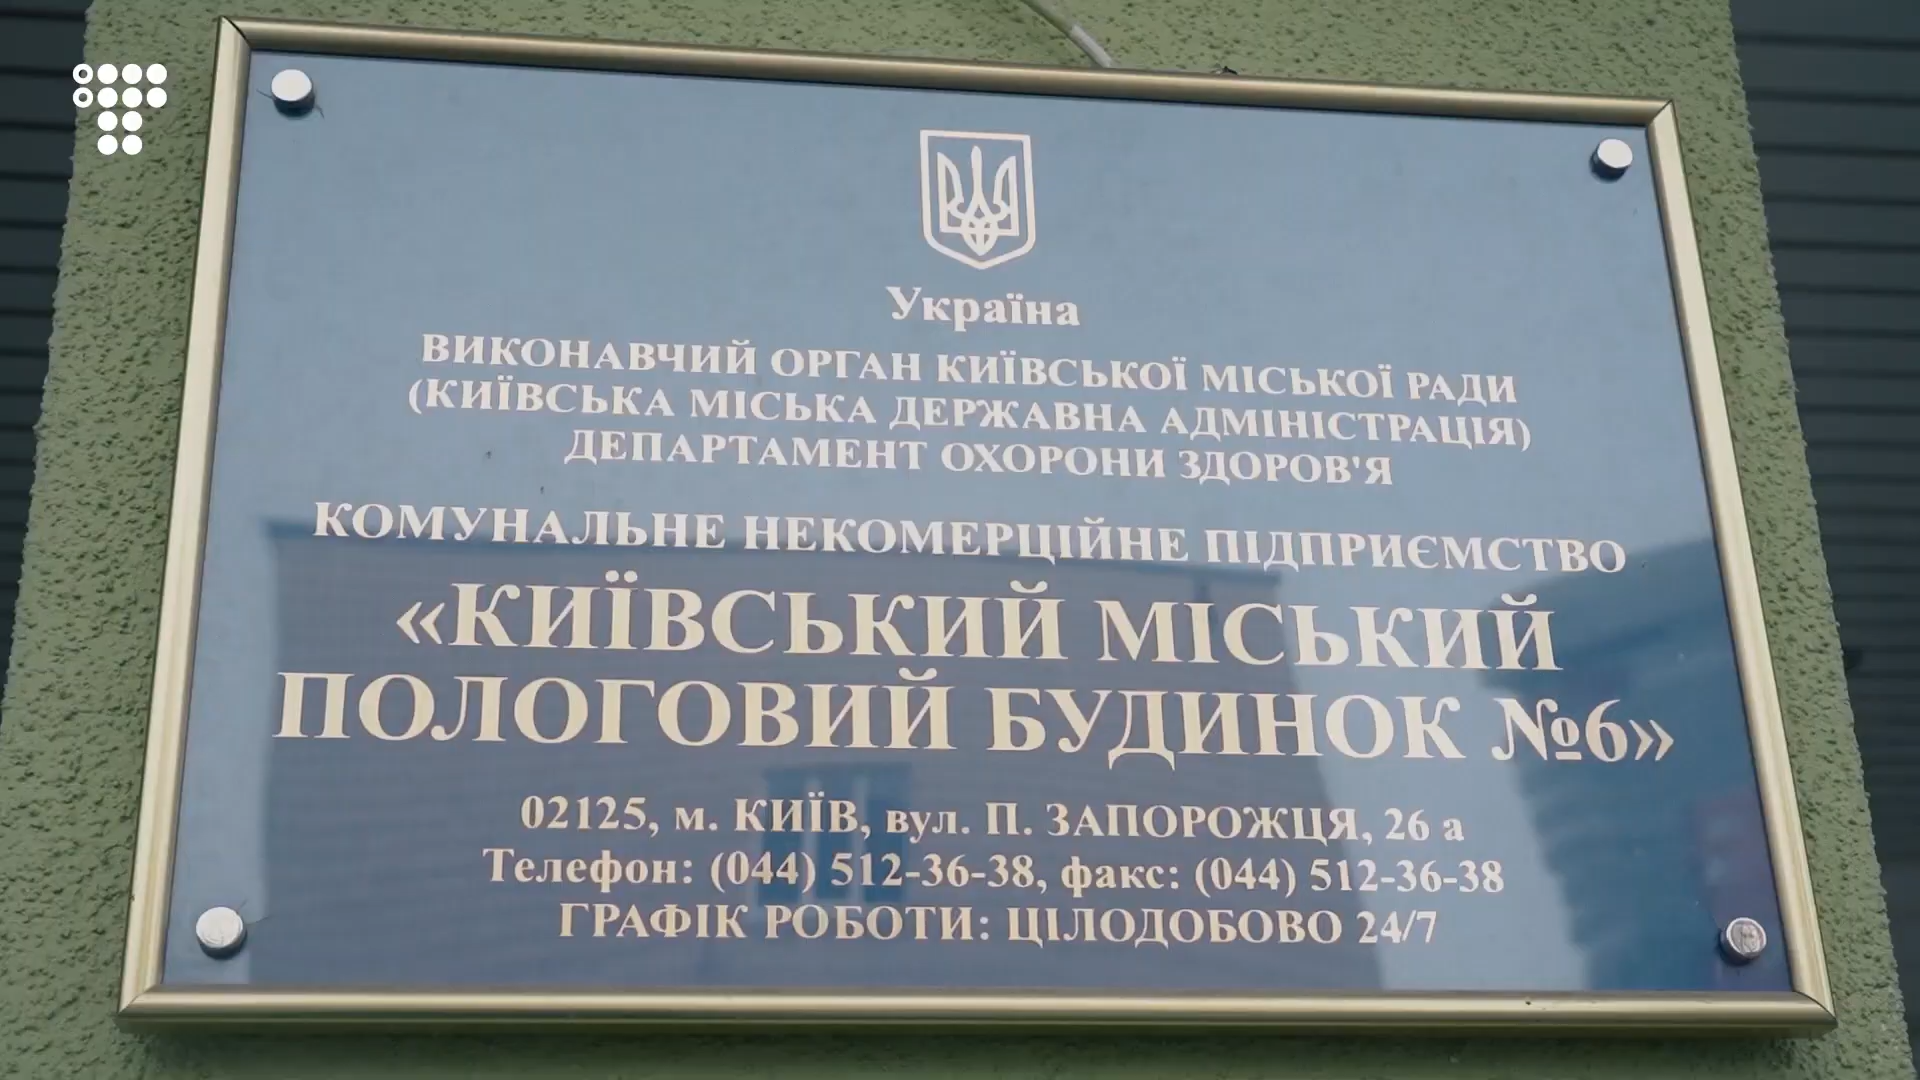 Україна
ВИКОНАВЧИЙ ОРГАН КИЇВСЬКОЇ МІСЬКОЇ РАДИ
(КИЇВСЬКА МІСЬКА ДЕРЖАВНА АДМІНІСТРАЦІЯ)
ДЕПАРТАМЕНТ ОХОРОНИ ЗДОРОВ'Я
КОМУНАЛЬНЕ НЕКОМЕРЦІЙНЕ ПІДПРИЄМСТВО
«КИЇВСЬКИЙ МІСЬКИЙ
ПОЛОГОВИЙ БУДИНОК №6»
02125, м. КИЇВ, вул. П. ЗАПОРОЖЦЯ, 26 а
Телефон: (044) 512-36-38, факс: (044) 512-36-38
ГРАФІК РОБОТИ: ЦІЛОДОБОВО 24/7